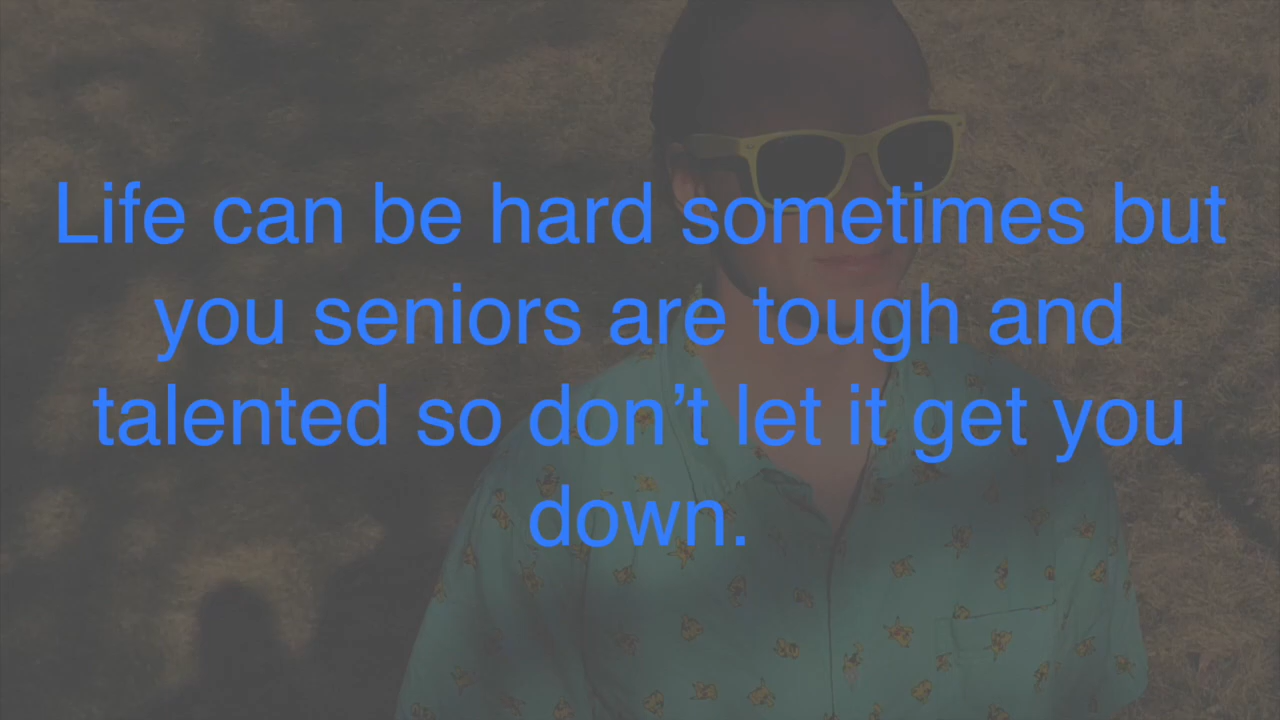 Life can be hard sometimes but
you seniors are tough and
talented so don’t let it get you
down.